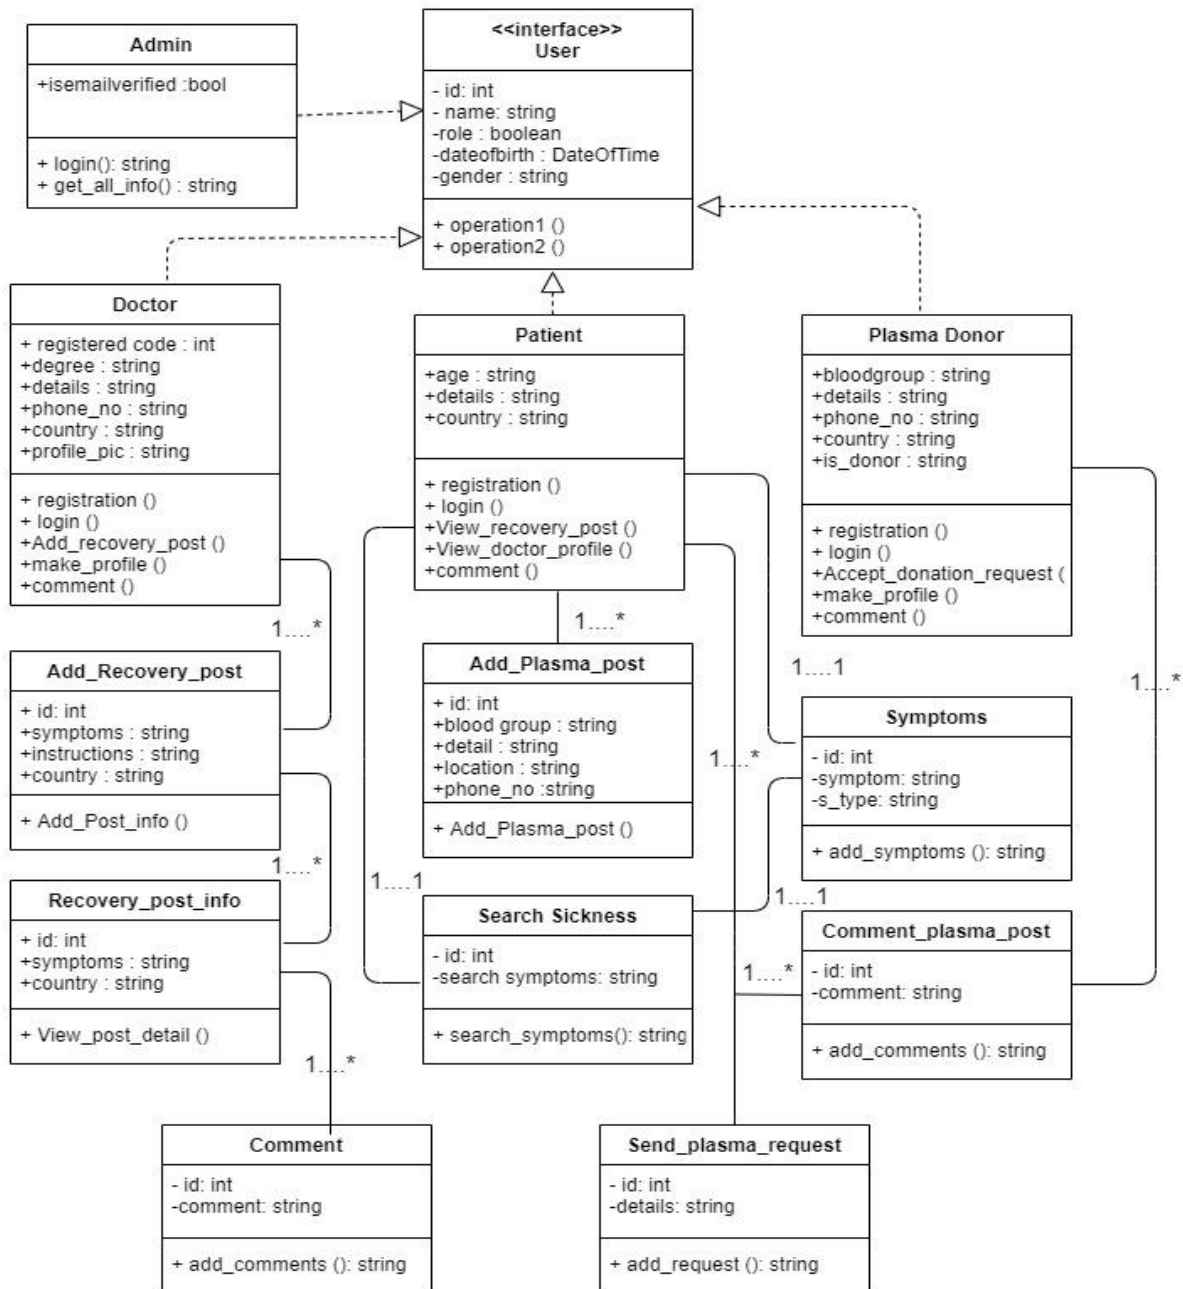 Admin
+isemailverified :bool
+ login(): string
+ get_all_info() : string
<<interface>>
User
- id: int
- name: string
-role : boolean
-dateofbirth : DateOfTime
-gender : string
+ operation1 ()
+ operation2 ()
Doctor
+ registered code : int
+degree : string
+details : string
+phone_no : string
+country : string
+profile_pic : string
+ registration ()
+ login ()
+Add_recovery_post ()
+make_profile ()
+comment ()
Patient
+age : string
+details : string
+country : string
+ registration ()
+ login ()
+View_recovery_post ()
+View_doctor_profile ()
+comment ()
Plasma Donor
+bloodgroup : string
+details : string
+phone_no : string
+country : string
+is_donor : string
+ registration ()
+ login ()
+Accept_donation_request (
+make_profile ()
+comment ()
1....*
1....*
1....1
1....*
Add_Recovery_post
+ id: int
+symptoms : string
+instructions : string
+country : string
+ Add_Post_info ()
Add_Plasma_post
+ id: int
+blood group : string
+detail : string
+location : string
+phone_no :string
+ Add_Plasma_post ()
1....*
Symptoms
- id: int
-symptom: string
-s_type: string
+ add_symptoms (): string
1....*
1....1
1....1
Recovery_post_info
+ id: int
+symptoms : string
+country : string
+ View_post_detail ()
Search Sickness
- id: int
-search symptoms: string
+ search_symptoms(): string
1....*
Comment_plasma_post
- id: int
-comment: string
+ add_comments (): string
1....*
Comment
- id: int
-comment: string
+ add_comments (): string
Send_plasma_request
- id: int
-details: string
+ add_request (): string